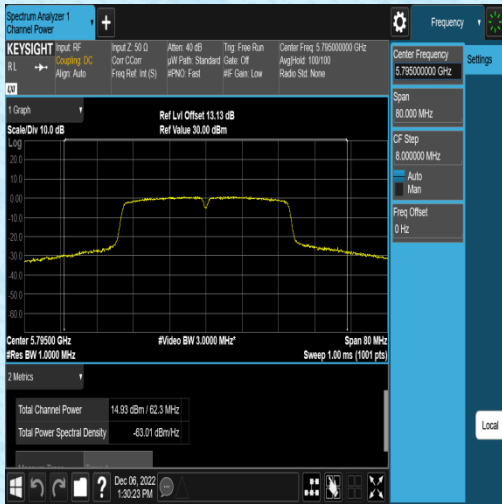 Spectrum Analyzer 1
Channel Power
+
Frequency
Settings
KEYSIGHT
RL
LXI
Input: RF
Coupling: DC
Align: Auto
Input Z: 50 Ω
Corr CCorr
Freq Ref: Int (S)
Atten: 40 dB
µW Path: Standard
#PNO: Fast
Trig: Free Run
Gate: Off
#IF Gain: Low
Center Freq: 5.795000000 GHz
Avg|Hold: 100/100
Radio Std: None
Center Frequency
5.795000000 GHz
Span
80.000 MHz
CF Step
8.000000 MHz
Auto
Man
Freq Offset
0 Hz
Local
1 Graph
Scale/Div 10.0 dB
Ref Lvl Offset 13.13 dB
Ref Value 30.00 dBm
Log
20.0
10.0
0.00
-10.0
-20.0
-30.0
-40.0
-50.0
-60.0
Center 5.79500 GHz
#Res BW 1.0000 MHz
#Video BW 3.0000 MHz*
Span 80 MHz
Sweep 1.00 ms (1001 pts)
2 Metrics
Total Channel Power 14.93 dBm / 62.3 MHz
Total Power Spectral Density -63.01 dBm/Hz
?
Dec 06, 2022
1:30:23 PM